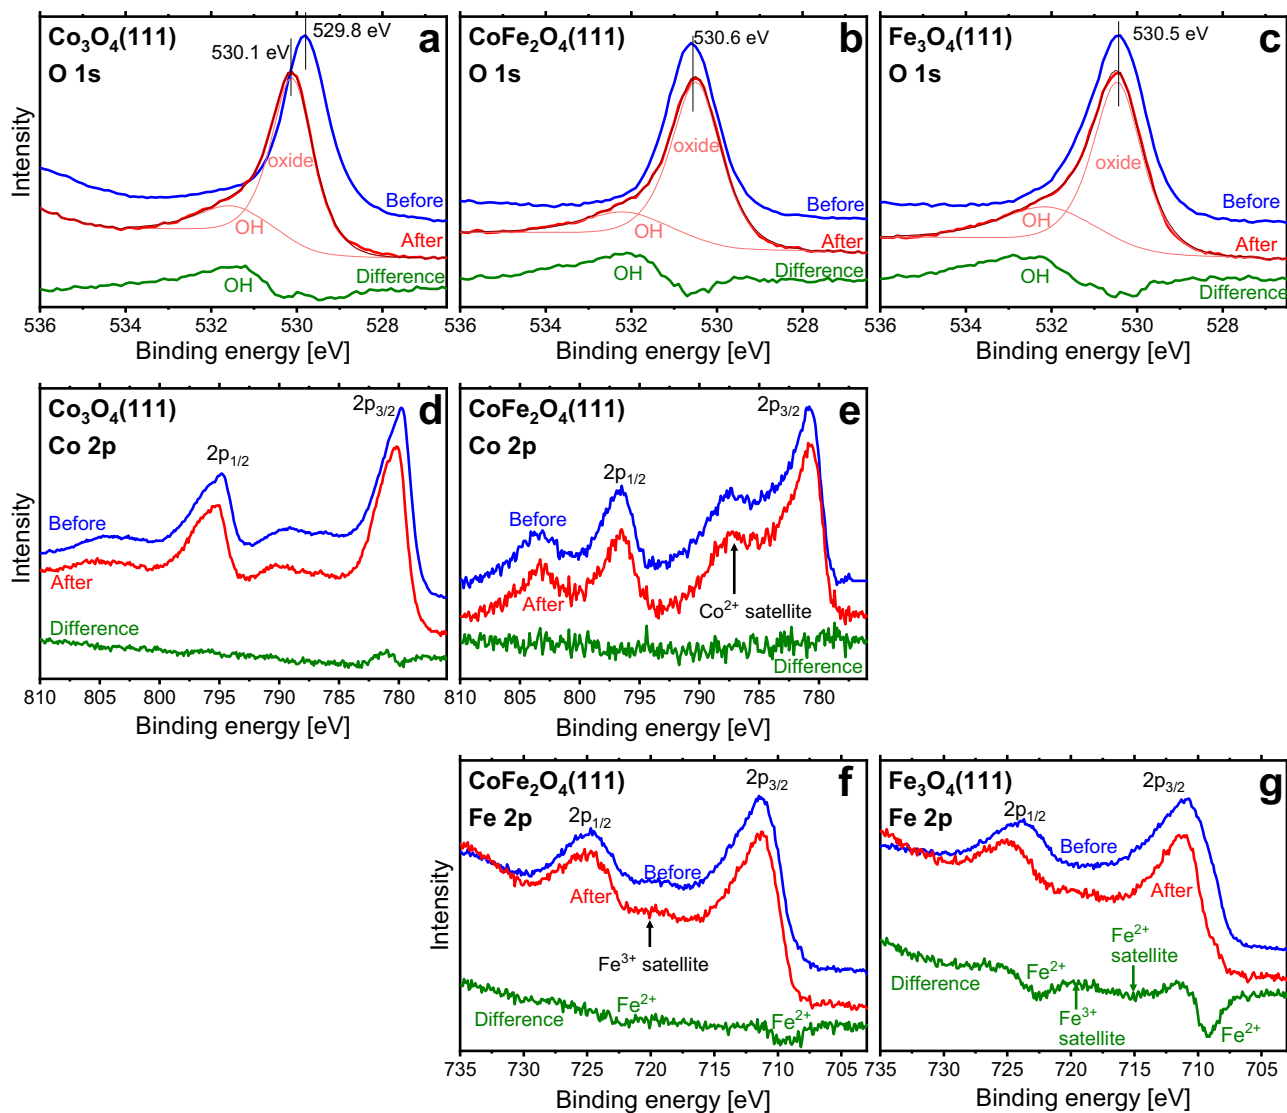 Co₃O₄(111)
O 1s
a
529.8 eV
530.1 eV
oxide
OH
Before
After
Difference
OH
Intensity
536 534 532 530 528
Binding energy [eV]
CoFe₂O₄(111)
O 1s
b
530.6 eV
oxide
OH
Before
After
Difference
OH
536 534 532 530 528
Binding energy [eV]
Fe₃O₄(111)
O 1s
c
530.5 eV
oxide
OH
Before
After
Difference
OH
536 534 532 530 528
Binding energy [eV]
Co₃O₄(111)
Co 2p
d
2p₃/₂
2p₁/₂
Before
After
Difference
Intensity
810 805 800 795 790 785 780
Binding energy [eV]
CoFe₂O₄(111)
Co 2p
e
2p₃/₂
2p₁/₂
Before
After
Co²⁺ satellite
Difference
810 805 800 795 790 785 780
Binding energy [eV]
CoFe₂O₄(111)
Fe 2p
f
2p₃/₂
2p₁/₂
Before
After
Fe³⁺ satellite
Fe²⁺
Fe²⁺
Difference
Intensity
735 730 725 720 715 710 705
Binding energy [eV]
Fe₃O₄(111)
Fe 2p
g
2p₃/₂
2p₁/₂
Before
After
Fe²⁺
satellite
Fe²⁺
Difference
Fe³⁺
satellite
Fe²⁺
735 730 725 720 715 710 705
Binding energy [eV]